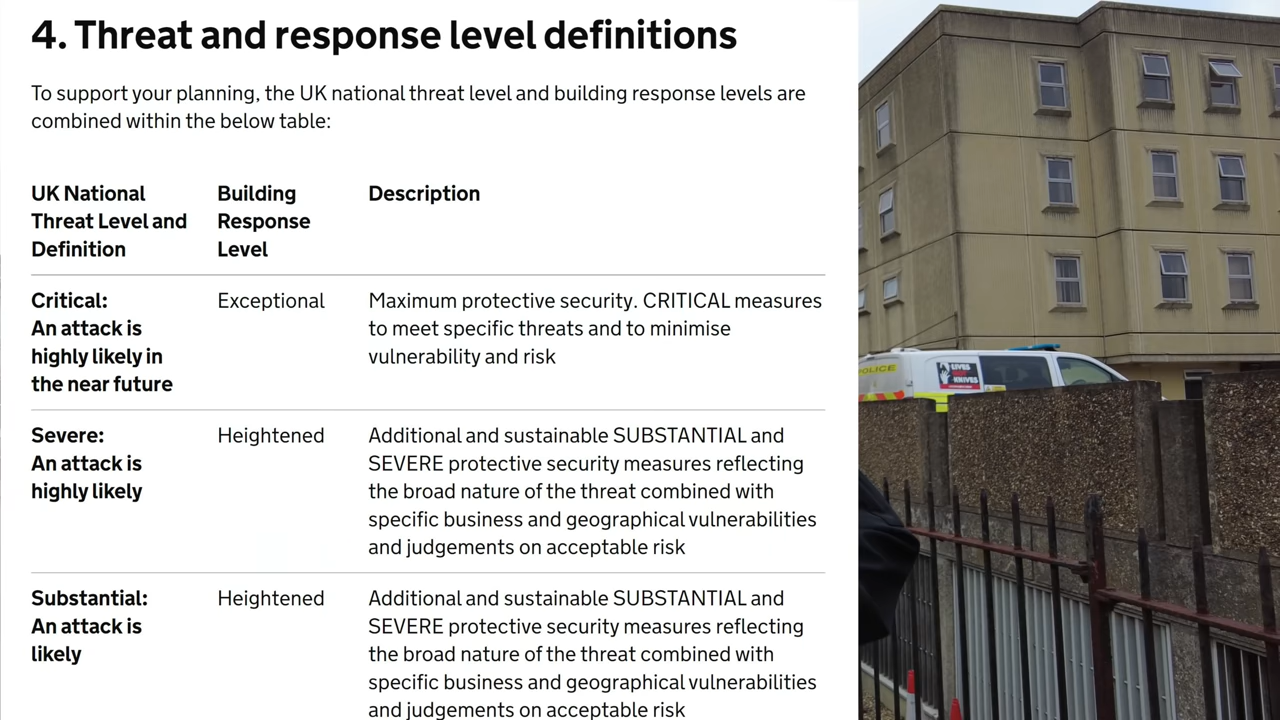 4. Threat and response level definitions
To support your planning, the UK national threat level and building response levels are
combined within the below table:
UK National
Threat Level and
Definition
Building
Response
Level
Description
Critical:
An attack is
highly likely in
the near future
Exceptional
Maximum protective security. CRITICAL measures
to meet specific threats and to minimise
vulnerability and risk
Severe:
An attack is
highly likely
Heightened
Additional and sustainable SUBSTANTIAL and
SEVERE protective security measures reflecting
the broad nature of the threat combined with
specific business and geographical vulnerabilities
and judgements on acceptable risk
Substantial:
An attack is
likely
Heightened
Additional and sustainable SUBSTANTIAL and
SEVERE protective security measures reflecting
the broad nature of the threat combined with
specific business and geographical vulnerabilities
and judgements on acceptable risk
POLICE
LIVES
NOT
KNIVES